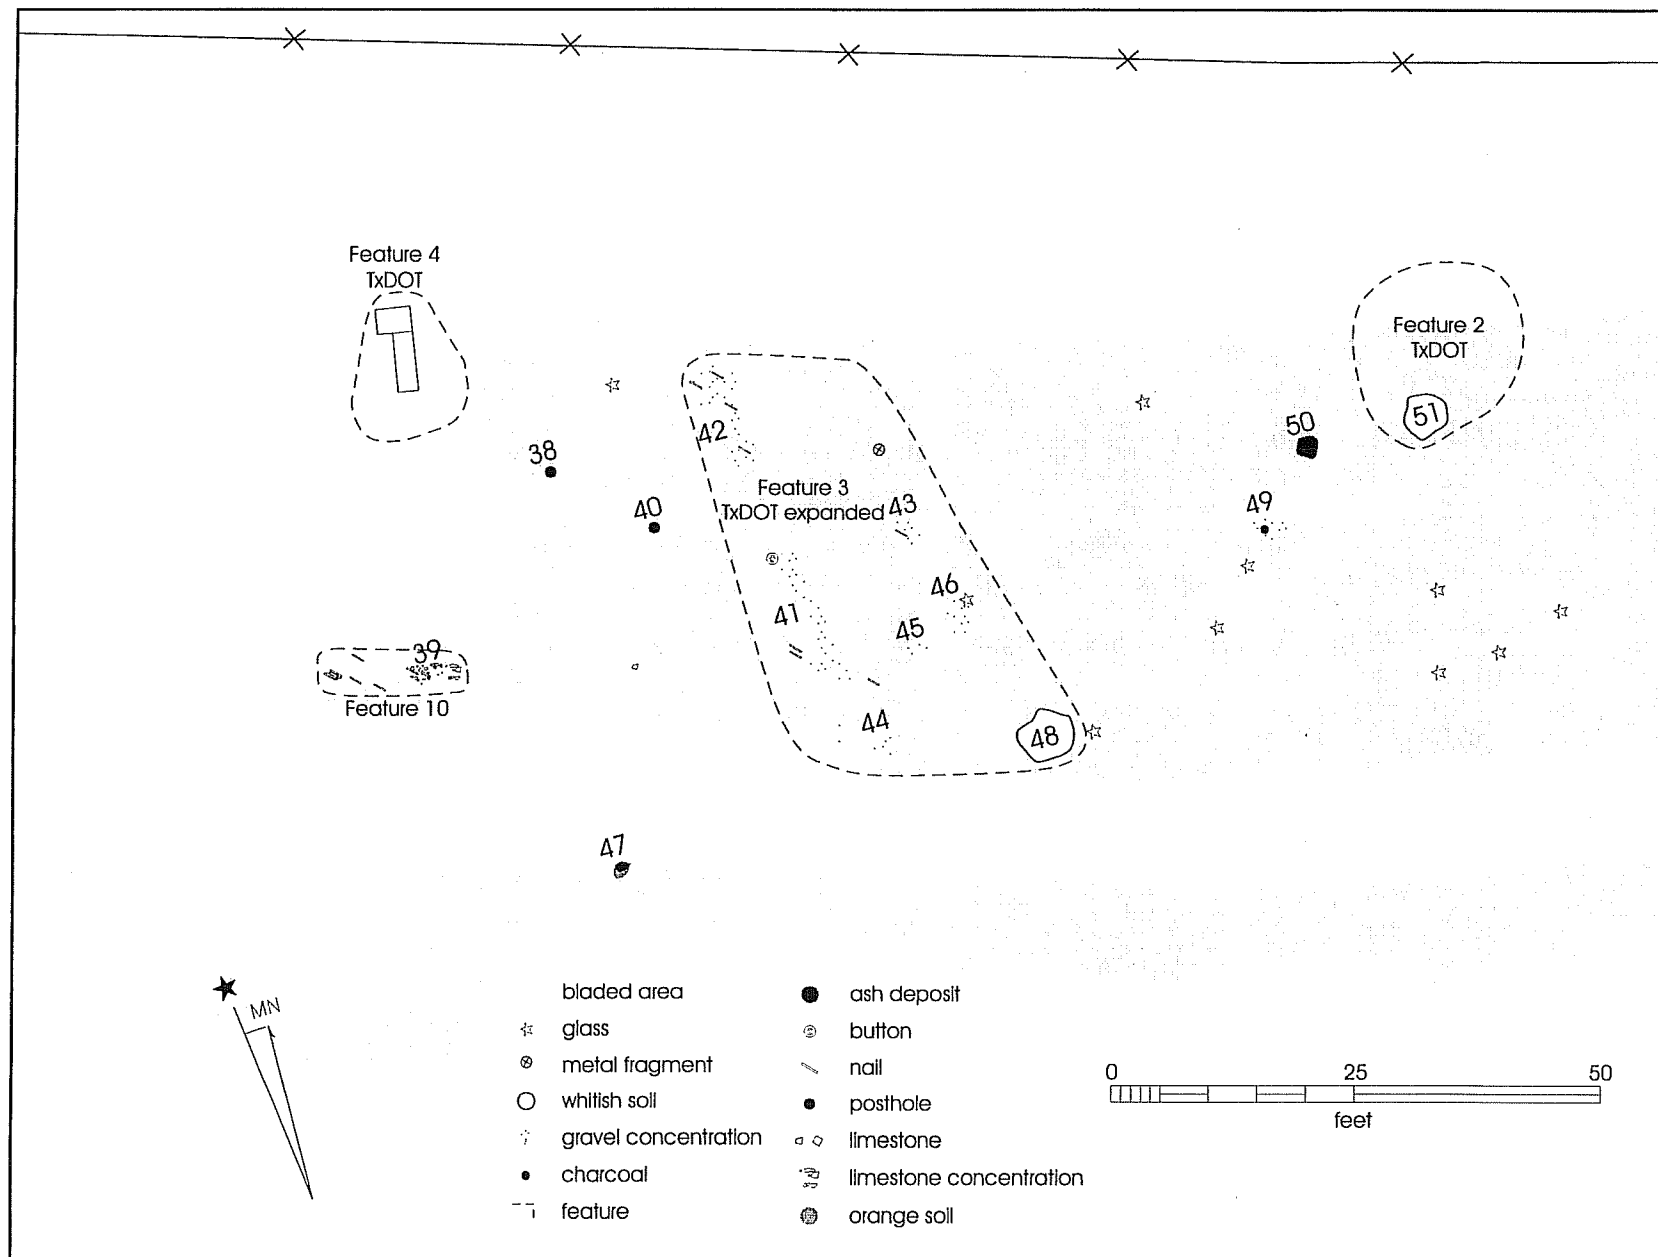 Feature 4
TxDOT
Feature 2
TxDOT
51
50
42
38
Feature 3
TxDOT expanded
43
40
49
46
41
45
39
Feature 10
44
48
47
MN
bladed area
glass
metal fragment
whitish soil
gravel concentration
charcoal
feature
ash deposit
button
nail
posthole
limestone
limestone concentration
orange soil
0 25 50
feet